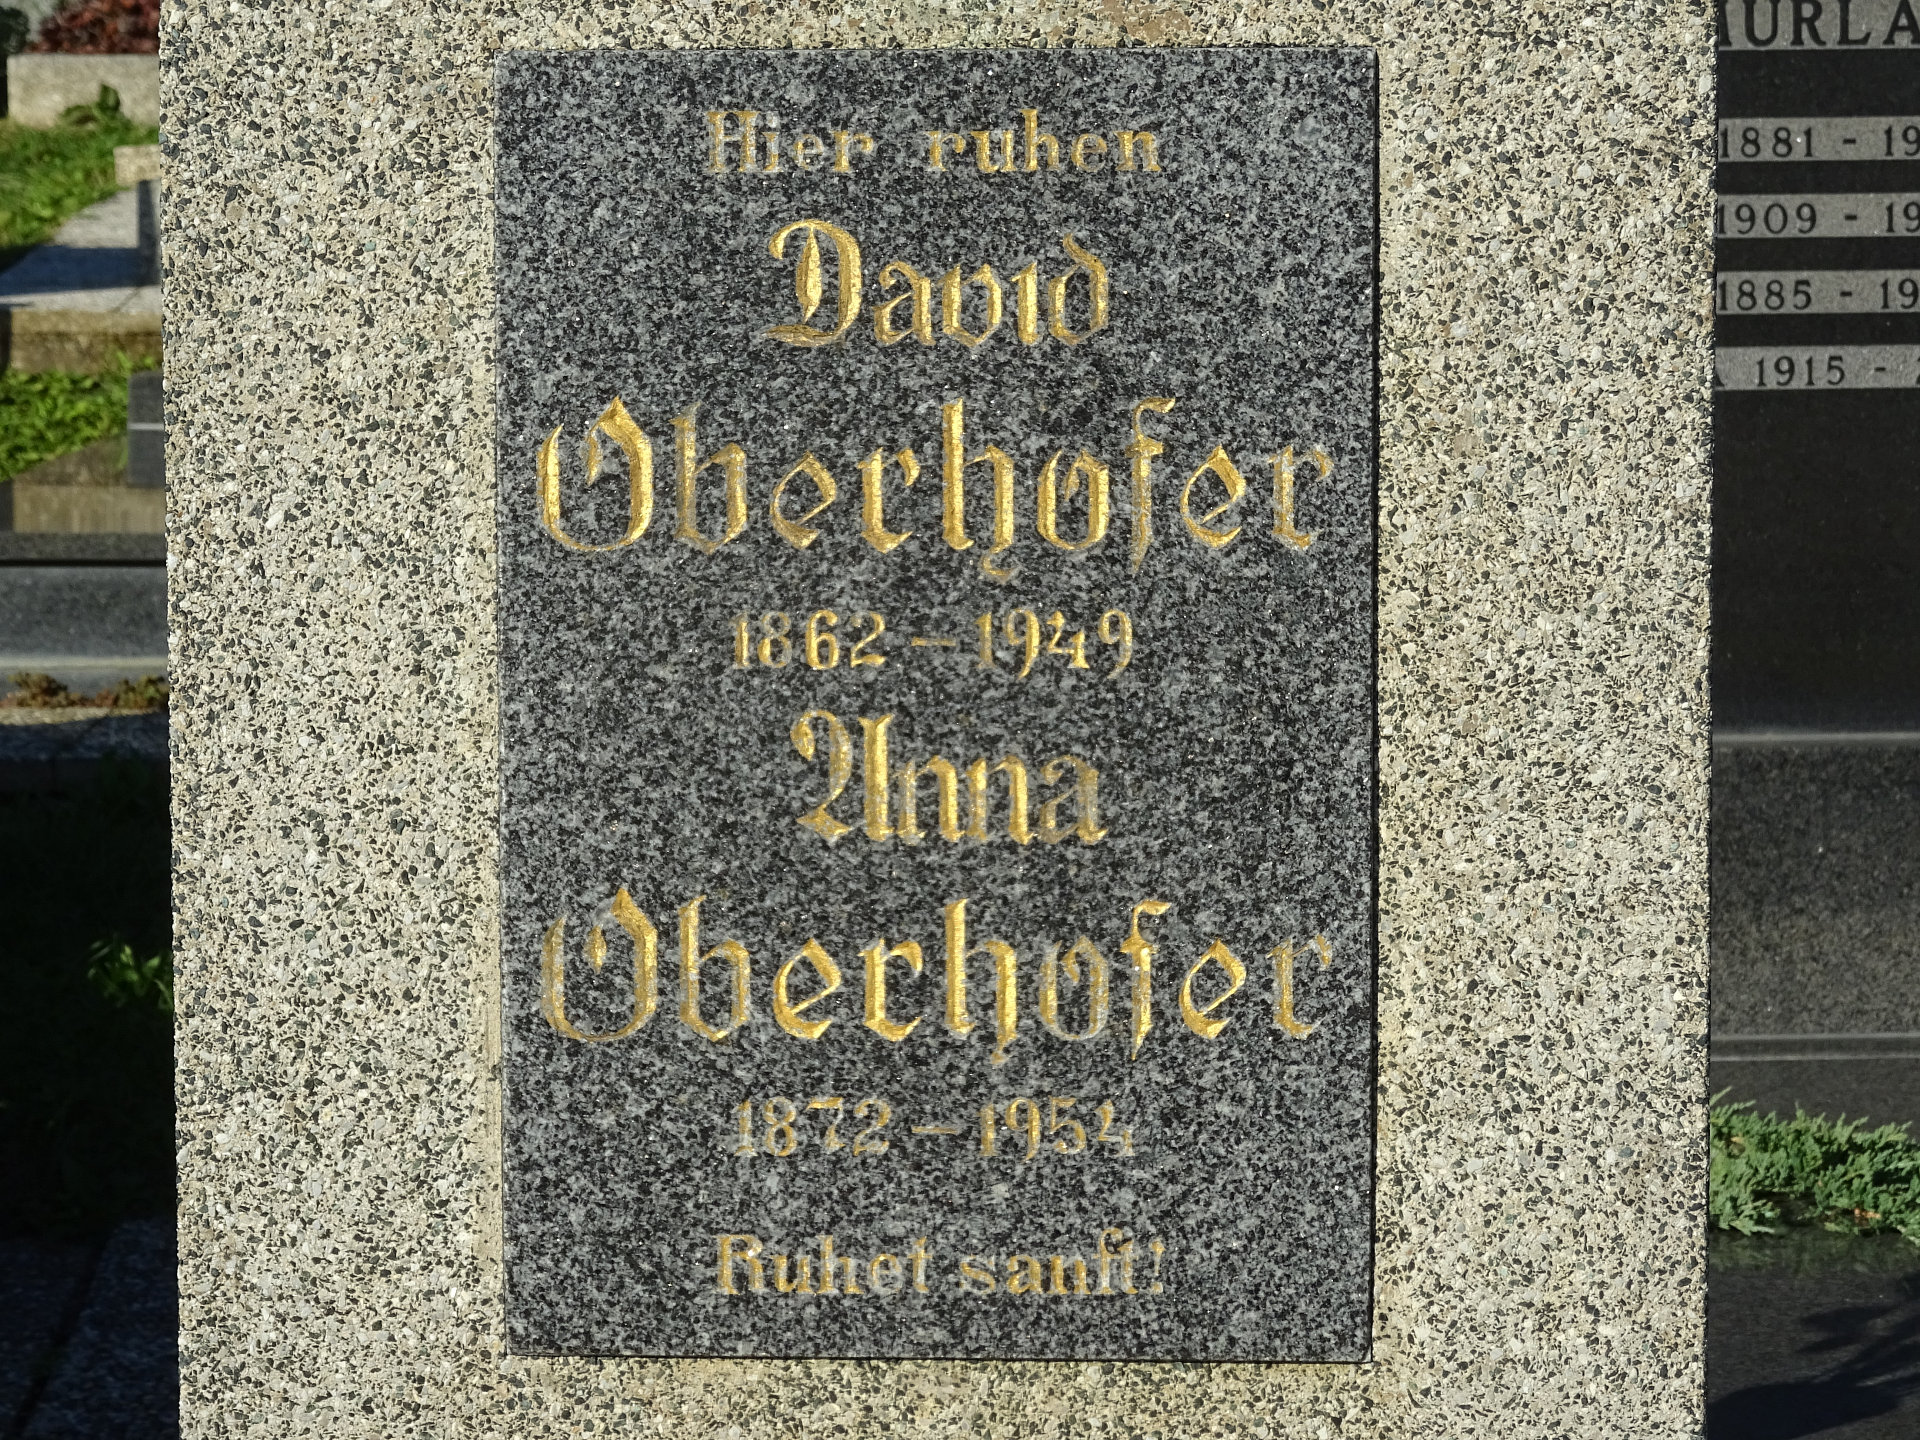 Hier ruhen
David
Oberhofer
1862 – 1949
Anna
Oberhofer
1872 – 1954
Ruhet sanft!
1881 - 19
1909 - 19
1885 - 19
1915 -